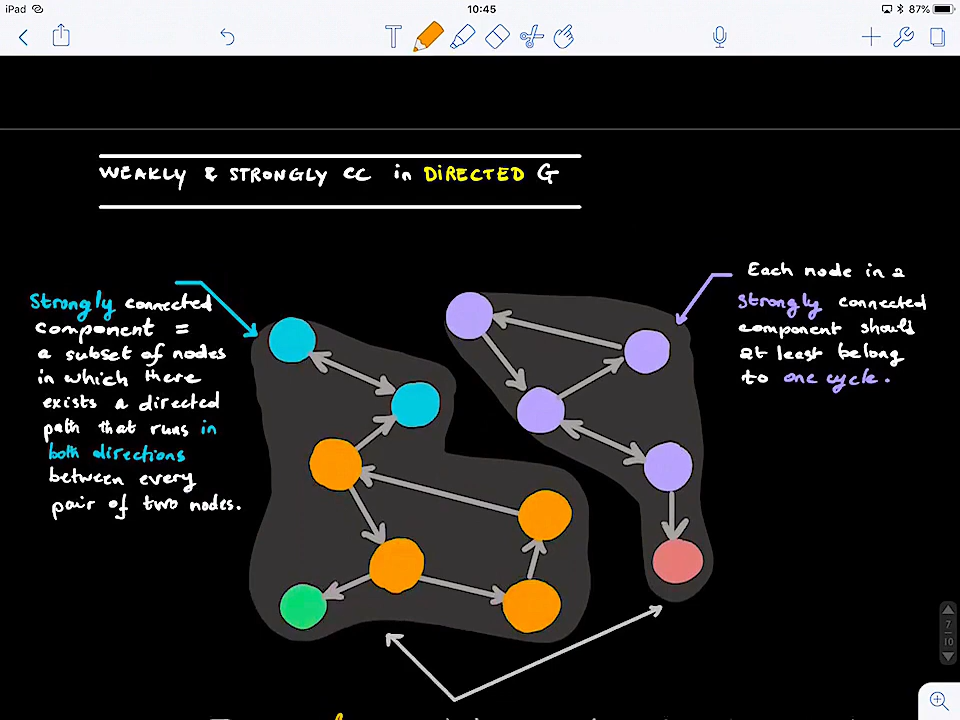 iPad
10:45
87%
T
WEAKLY & STRONGLY CC in DIRECTED G
Strongly connected
component =
a subset of nodes
in which there
exists a directed
path that runs in
both directions
between every
pair of two nodes.
Each node in a
strongly connected
component should
at least belong
to one cycle.
7
10